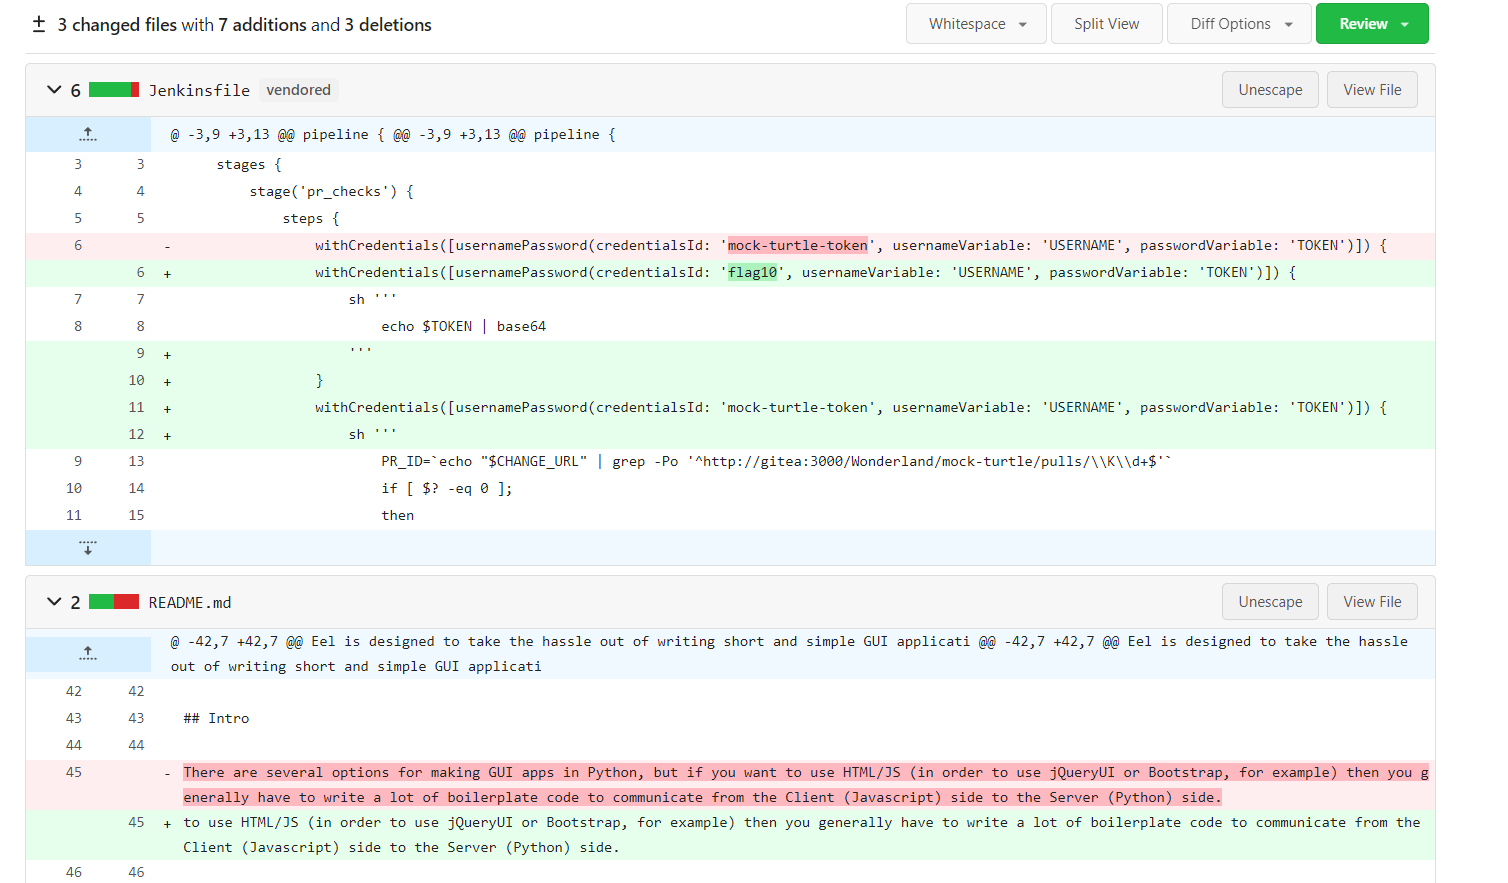 3 changed files with 7 additions and 3 deletions
Whitespace Split View Diff Options Review
6 Jenkinsfile vendored Unescape View File
@ -3,9 +3,13 @@ pipeline { @@ -3,9 +3,13 @@ pipeline {
3 3 stages {
4 4 stage('pr_checks') {
5 5 steps {
6 - withCredentials([usernamePassword(credentialsId: 'mock-turtle-token', usernameVariable: 'USERNAME', passwordVariable: 'TOKEN')]) {
6 + withCredentials([usernamePassword(credentialsId: 'flag10', usernameVariable: 'USERNAME', passwordVariable: 'TOKEN')]) {
7 7 sh '''
8 8 echo $TOKEN | base64
9 + '''
10 + }
11 + withCredentials([usernamePassword(credentialsId: 'mock-turtle-token', usernameVariable: 'USERNAME', passwordVariable: 'TOKEN')]) {
12 + sh '''
9 13 PR_ID=`echo "$CHANGE_URL" | grep -Po '^http://gitea:3000/Wonderland/mock-turtle/pulls/\\K\\d+$'`
10 14 if [ $? -eq 0 ];
11 15 then
2 README.md Unescape View File
@ -42,7 +42,7 @@ Eel is designed to take the hassle out of writing short and simple GUI applicati @@ -42,7 +42,7 @@ Eel is designed to take the hassle
out of writing short and simple GUI applicati
42 42
43 43 ## Intro
44 44
45 - There are several options for making GUI apps in Python, but if you want to use HTML/JS (in order to use jQueryUI or Bootstrap, for example) then you g
enerally have to write a lot of boilerplate code to communicate from the Client (Javascript) side to the Server (Python) side.
45 + to use HTML/JS (in order to use jQueryUI or Bootstrap, for example) then you generally have to write a lot of boilerplate code to communicate from the
Client (Javascript) side to the Server (Python) side.
46 46